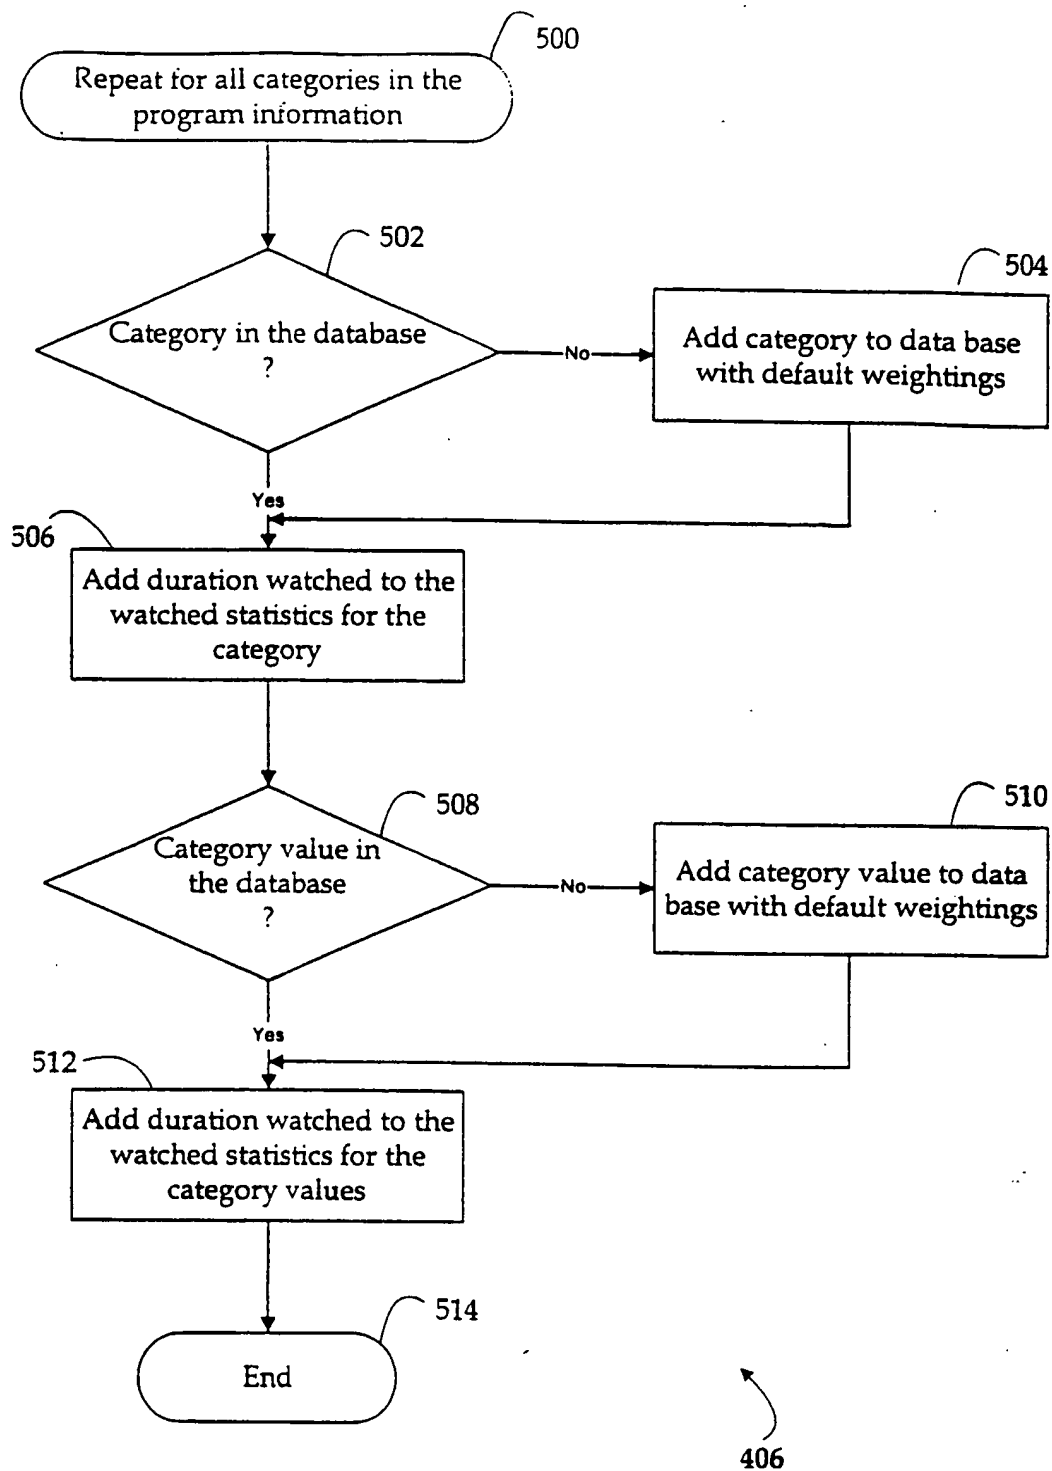 500
Repeat for all categories in the
program information
502
Category in the database
?
504
No
Add category to data base
with default weightings
Yes
506
Add duration watched to the
watched statistics for the
category
508
Category value in
the database
?
510
No
Add category value to data
base with default weightings
Yes
512
Add duration watched to the
watched statistics for the
category values
514
End
406